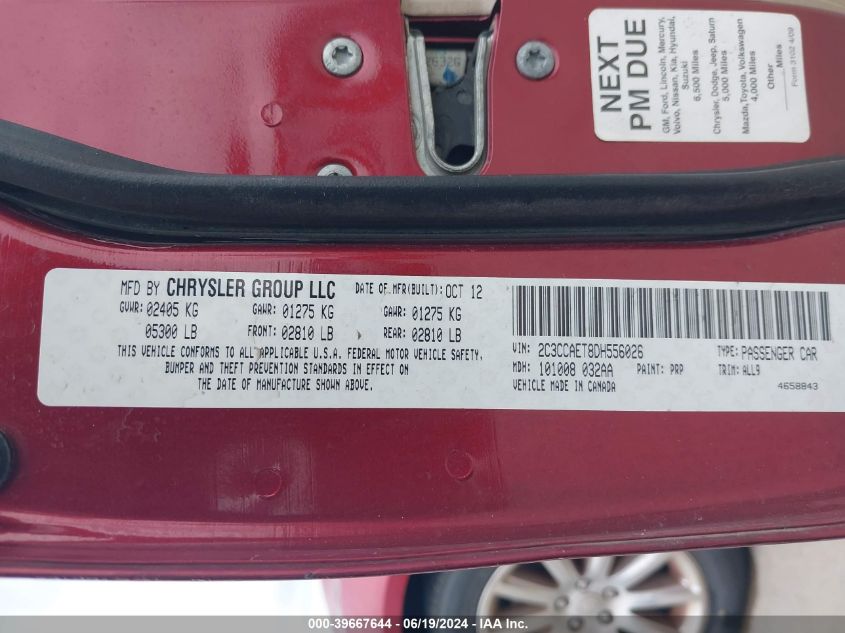 NEXT
PM DUE
GM, Ford, Lincoln, Mercury,
Volvo, Nissan, Kia, Hyundai,
Suzuki
6,500 Miles
Chrysler, Dodge, Jeep, Saturn
5,000 Miles
Mazda, Toyota, Volkswagen
4,000 Miles
Other
Miles
Form 3102 4/09
MFD BY CHRYSLER GROUP LLC DATE OF MFR(BUILT): OCT 12
GVWR: 02405 KG GAWR: 01275 KG GAWR: 01275 KG
05300 LB FRONT: 02810 LB REAR: 02810 LB
THIS VEHICLE CONFORMS TO ALL APPLICABLE U.S.A. FEDERAL MOTOR VEHICLE SAFETY,
BUMPER AND THEFT PREVENTION STANDARDS IN EFFECT ON
THE DATE OF MANUFACTURE SHOWN ABOVE.
VIN: 2C3CCAET8DH556026 TYPE: PASSENGER CAR
MDH: 101008 032AA PAINT: PRP TRIM: ALL9
VEHICLE MADE IN CANADA 4658843
000-39667644 / 06/19/2024 / IAA Inc.